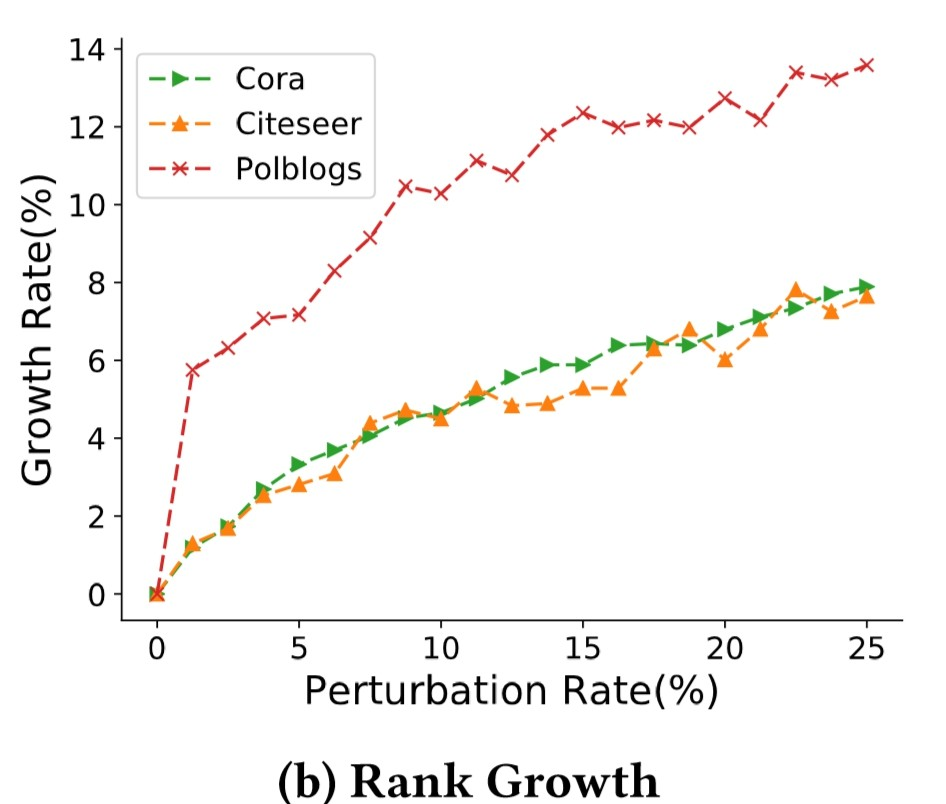 14
12
10
8
6
4
2
0
Growth Rate(%)
Cora
Citeseer
Polblogs
0 5 10 15 20 25
Perturbation Rate(%)
(b) Rank Growth